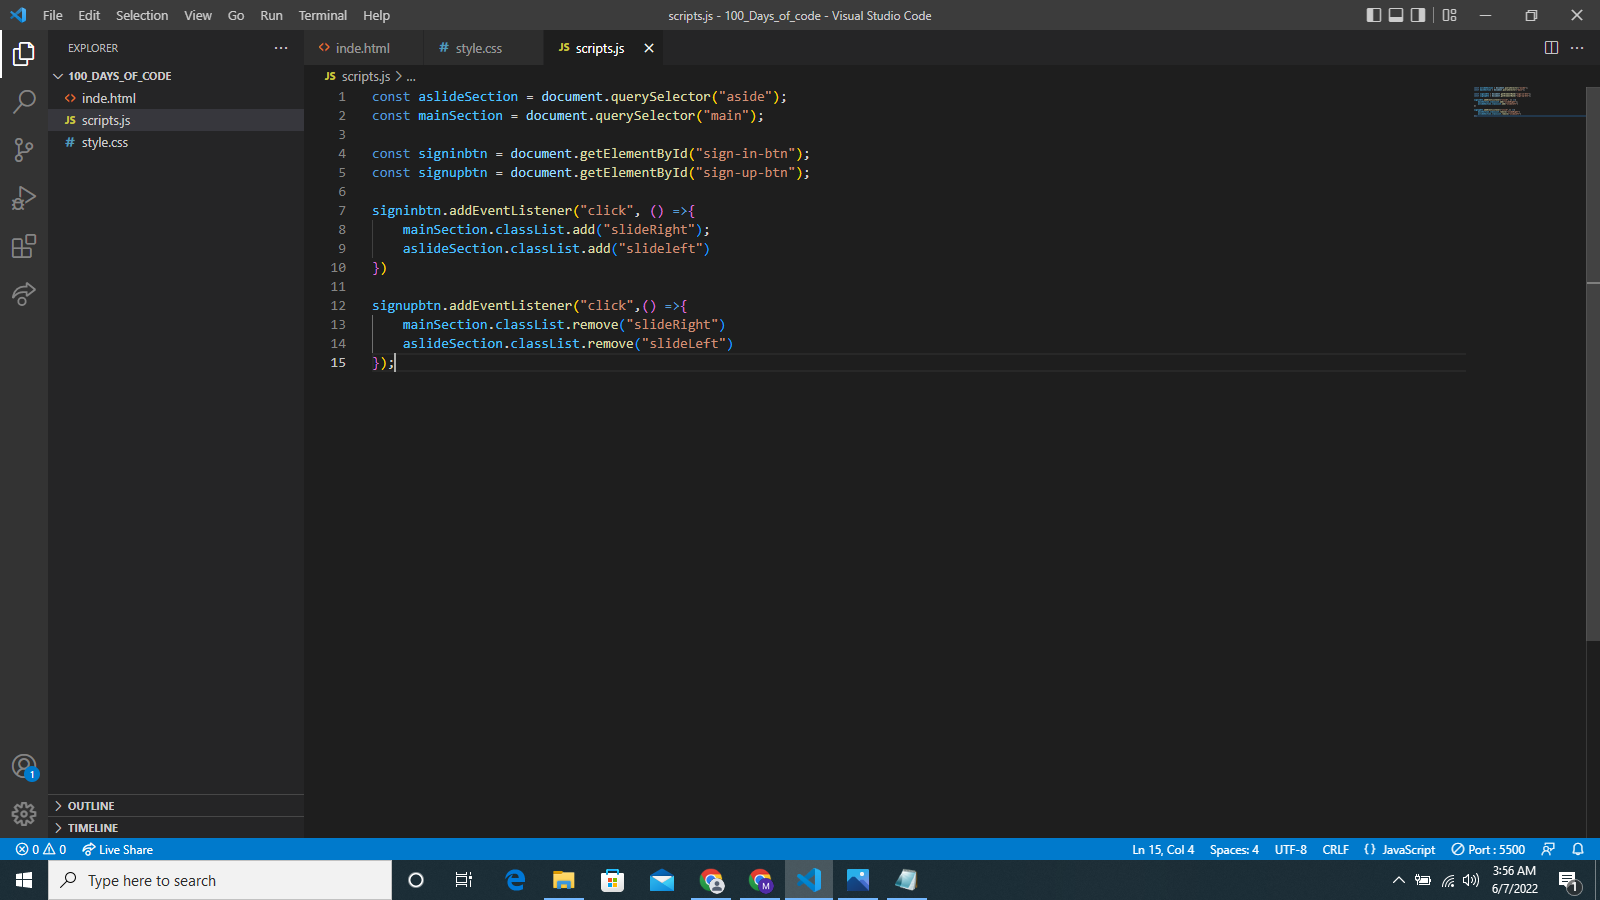 File Edit Selection View Go Run Terminal Help
scripts.js - 100_Days_of_code - Visual Studio Code
EXPLORER
100_DAYS_OF_CODE
inde.html
JS scripts.js
# style.css
OUTLINE
TIMELINE
inde.html
# style.css
JS scripts.js
JS scripts.js > ...
1 const aslideSection = document.querySelector("aside");
2 const mainSection = document.querySelector("main");
3
4 const signinbtn = document.getElementById("sign-in-btn");
5 const signupbtn = document.getElementById("sign-up-btn");
6
7 signinbtn.addEventListener("click", () =>{
8 mainSection.classList.add("slideRight");
9 aslideSection.classList.add("slideleft")
10 })
11
12 signupbtn.addEventListener("click",() =>{
13 mainSection.classList.remove("slideRight")
14 aslideSection.classList.remove("slideLeft")
15 });
1
0 0 Live Share
Ln 15, Col 4 Spaces: 4 UTF-8 CRLF {} JavaScript Port : 5500
Type here to search
M
3:56 AM
6/7/2022
1